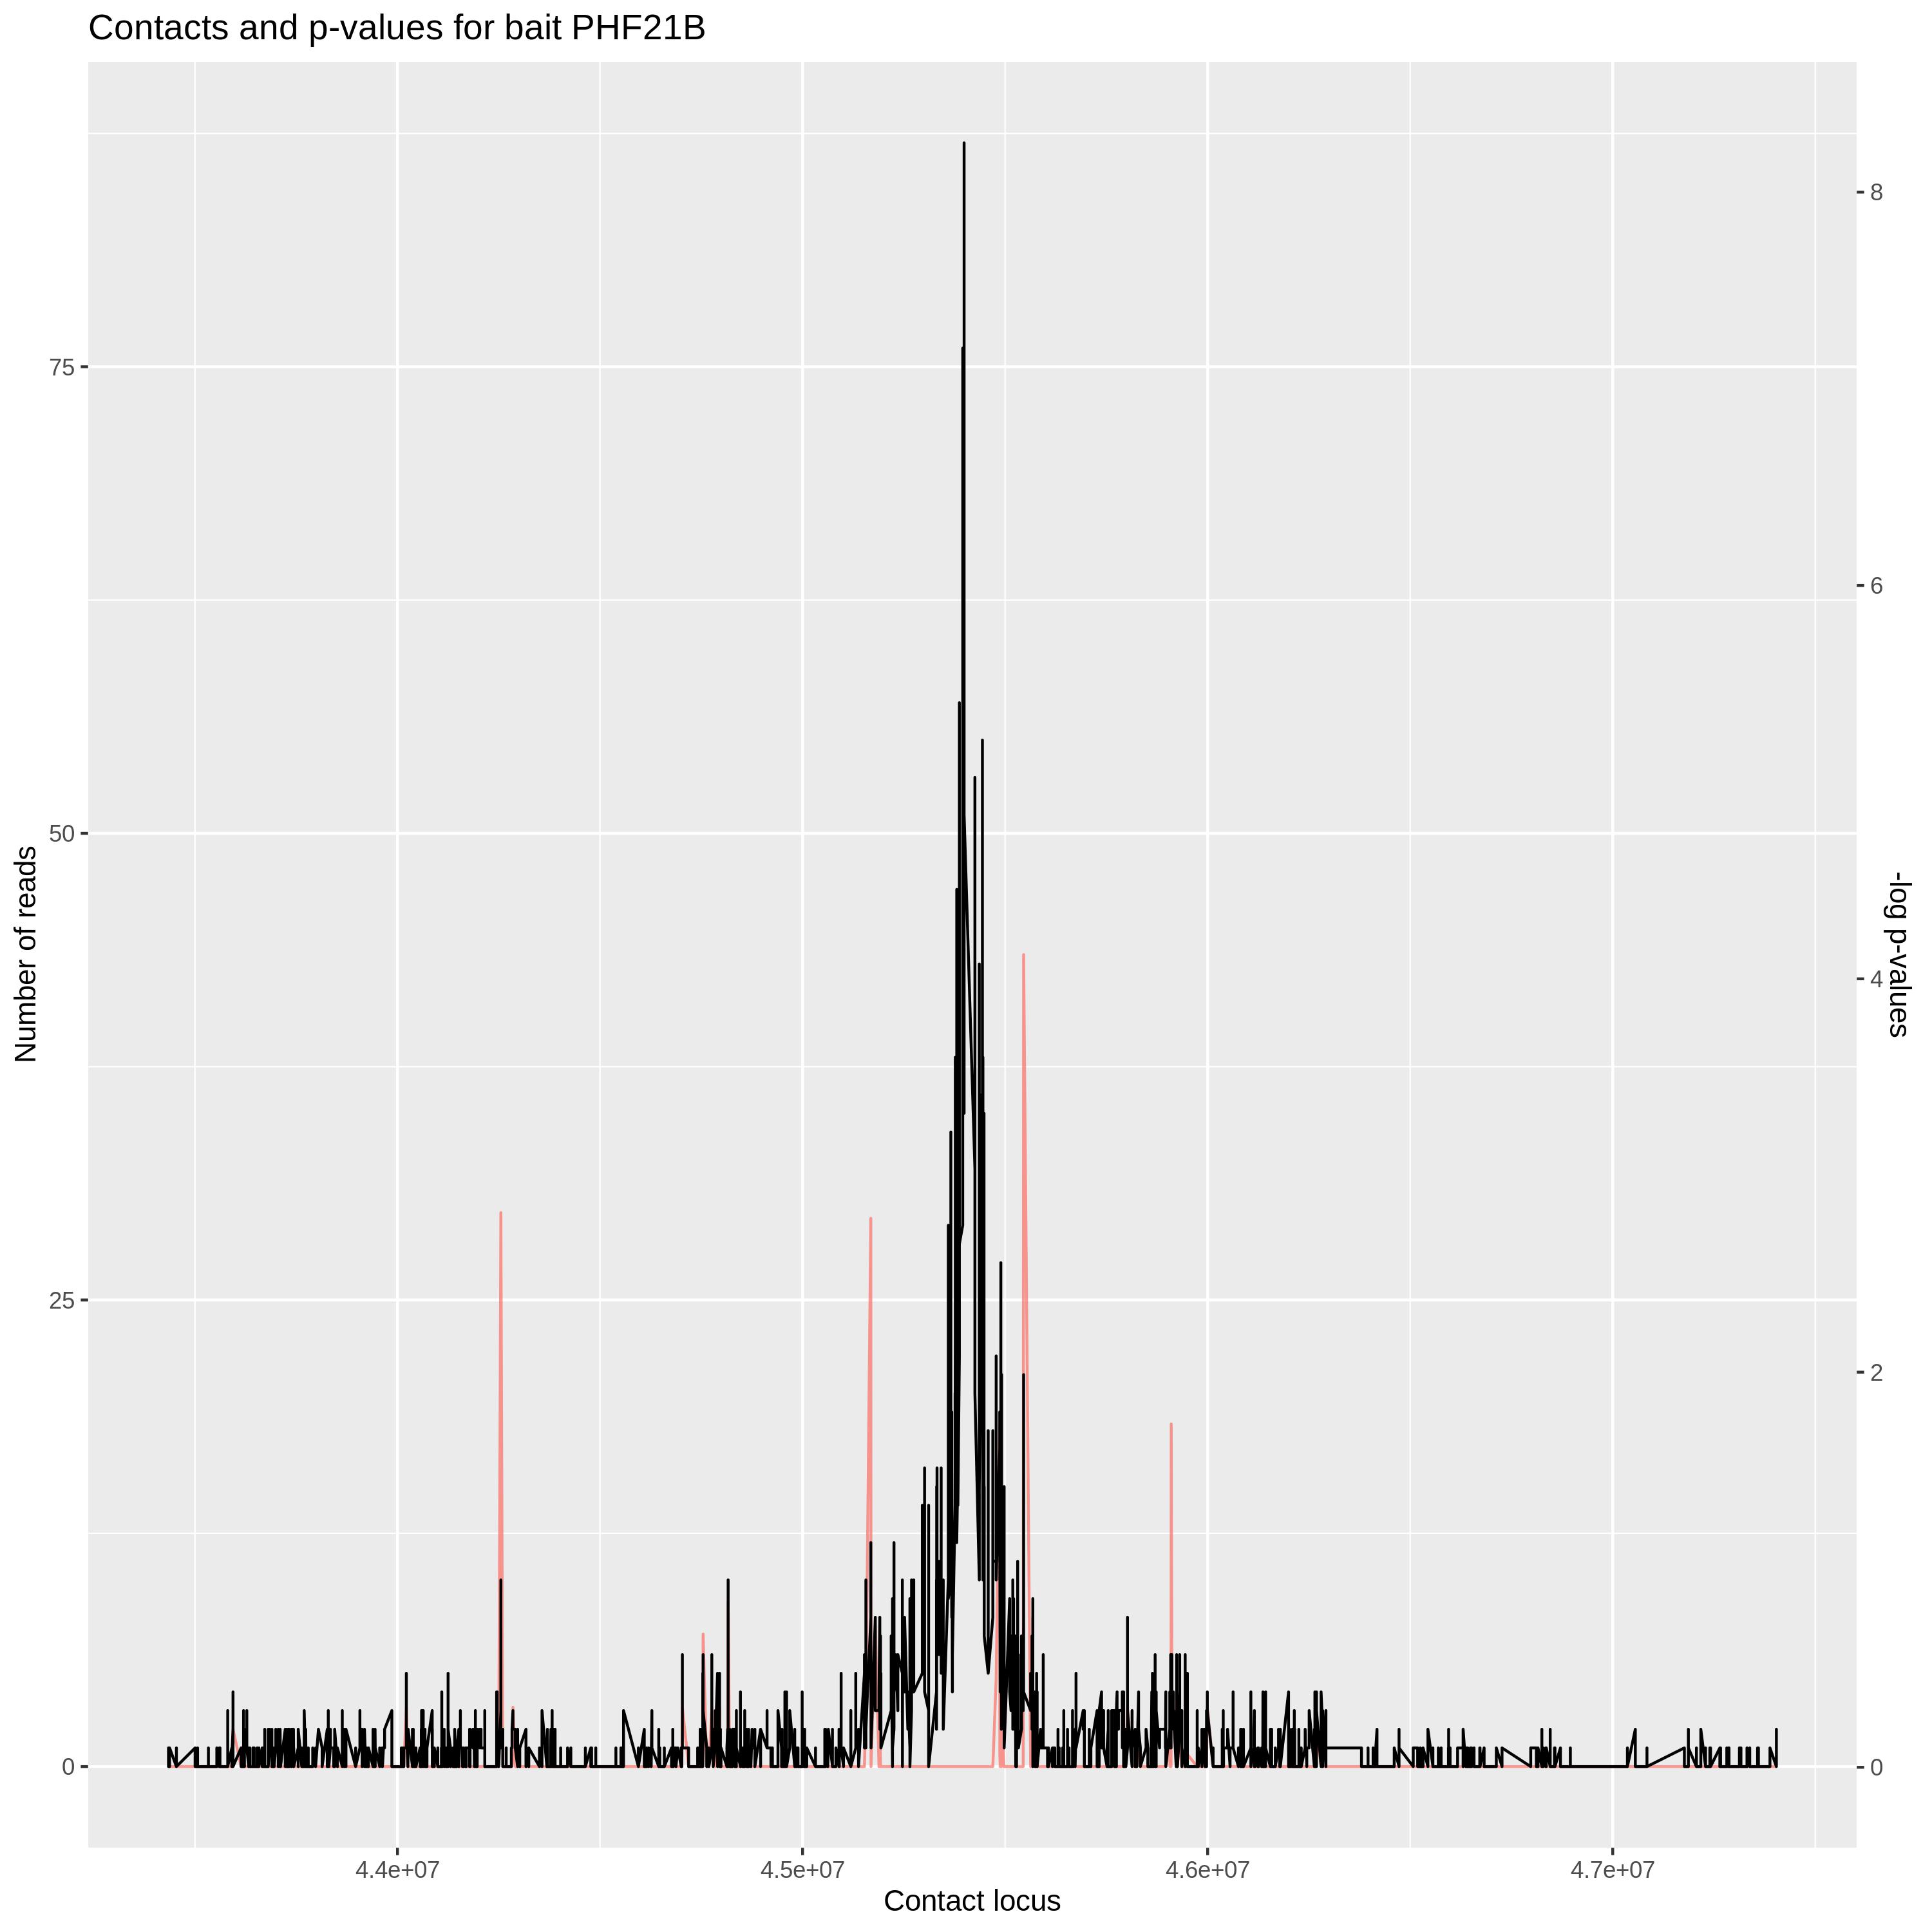 Contacts and p-values for bait PHF21B
75
50
25
0
8
6
4
2
0
Number of reads
-log p-values
4.4e+07
4.5e+07
4.6e+07
4.7e+07
Contact locus